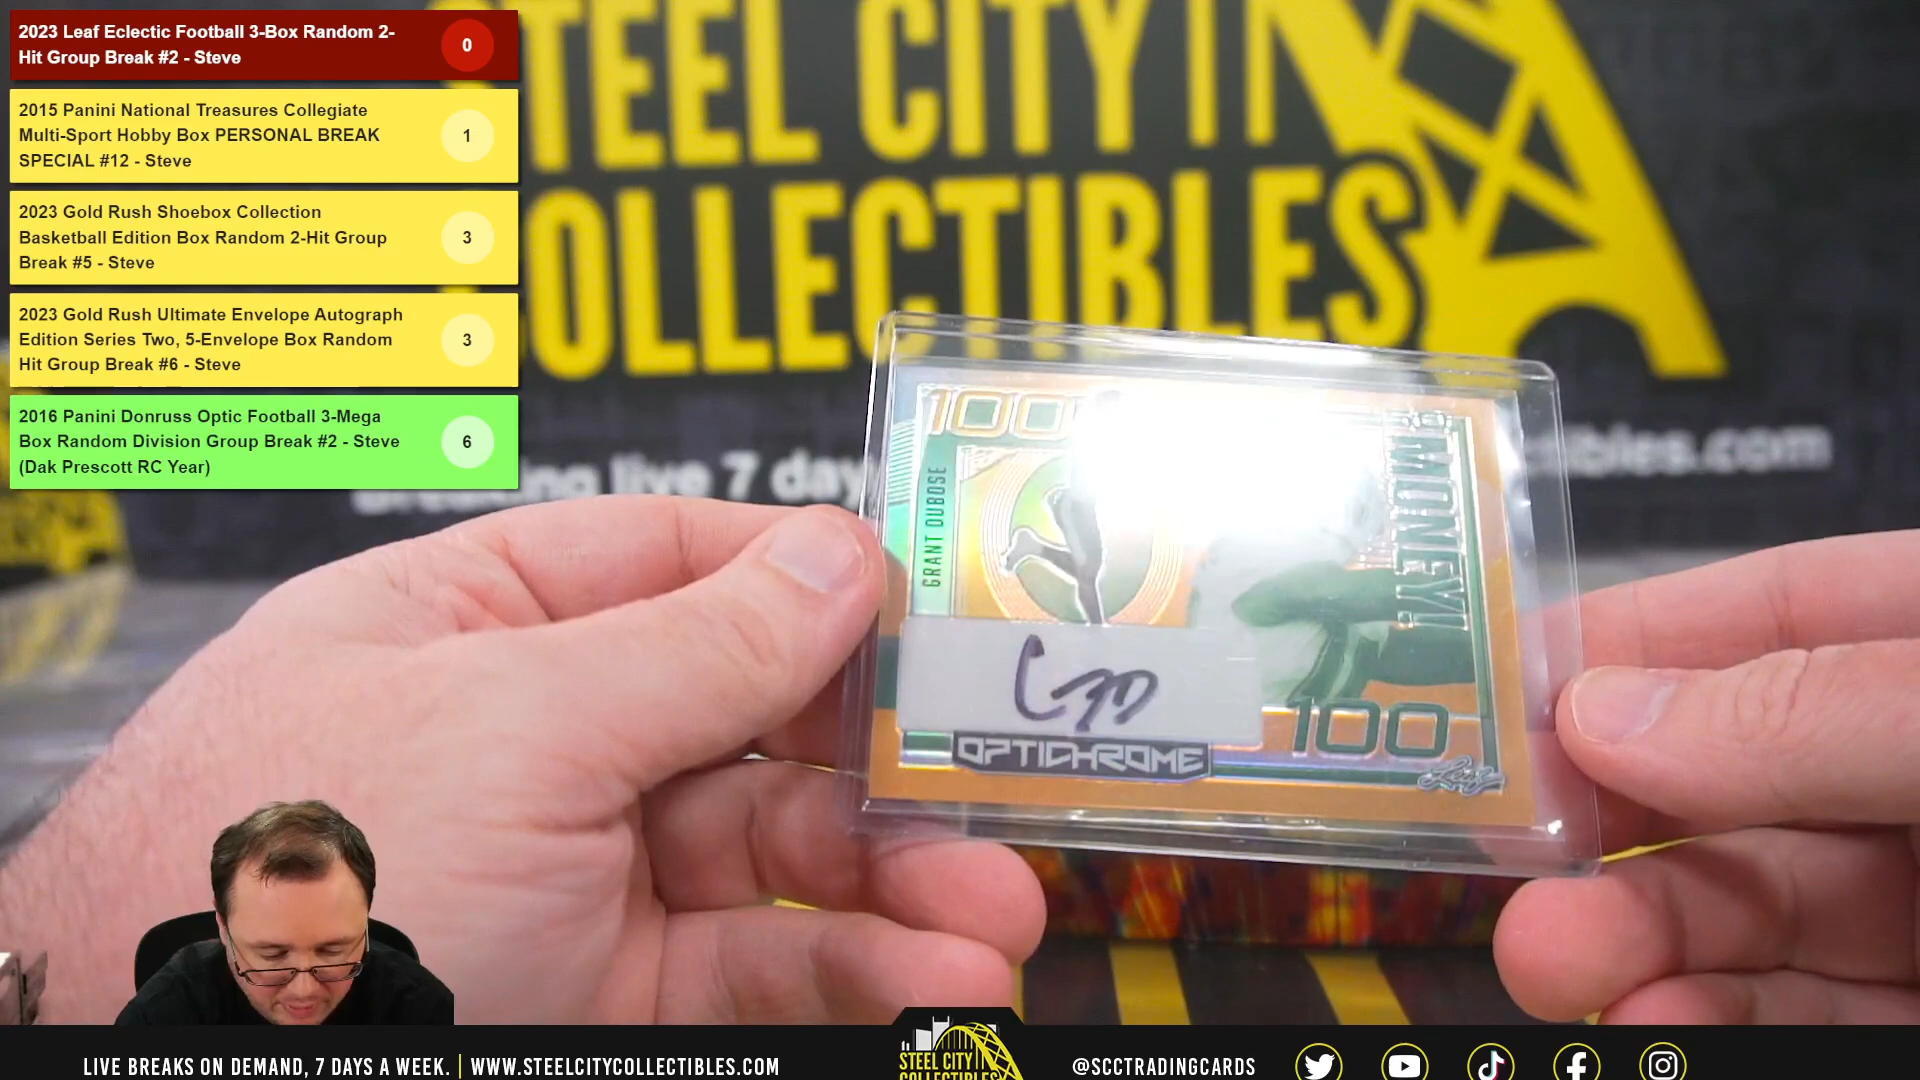 2023 Leaf Eclectic Football 3-Box Random 2-
Hit Group Break #2 - Steve
0
2015 Panini National Treasures Collegiate
Multi-Sport Hobby Box PERSONAL BREAK
SPECIAL #12 - Steve
1
2023 Gold Rush Shoebox Collection
Basketball Edition Box Random 2-Hit Group
Break #5 - Steve
3
2023 Gold Rush Ultimate Envelope Autograph
Edition Series Two, 5-Envelope Box Random
Hit Group Break #6 - Steve
3
2016 Panini Donruss Optic Football 3-Mega
Box Random Division Group Break #2 - Steve
(Dak Prescott RC Year)
6
STEEL CITY
COLLECTIBLES
live 7 day
100
GRANT DUBOSE
MONEY!
OPTICHROME
100
Leaf
LIVE BREAKS ON DEMAND, 7 DAYS A WEEK. | WWW.STEELCITYCOLLECTIBLES.COM
STEEL CITY
COLLECTIBLES
@SCCTRADINGCARDS